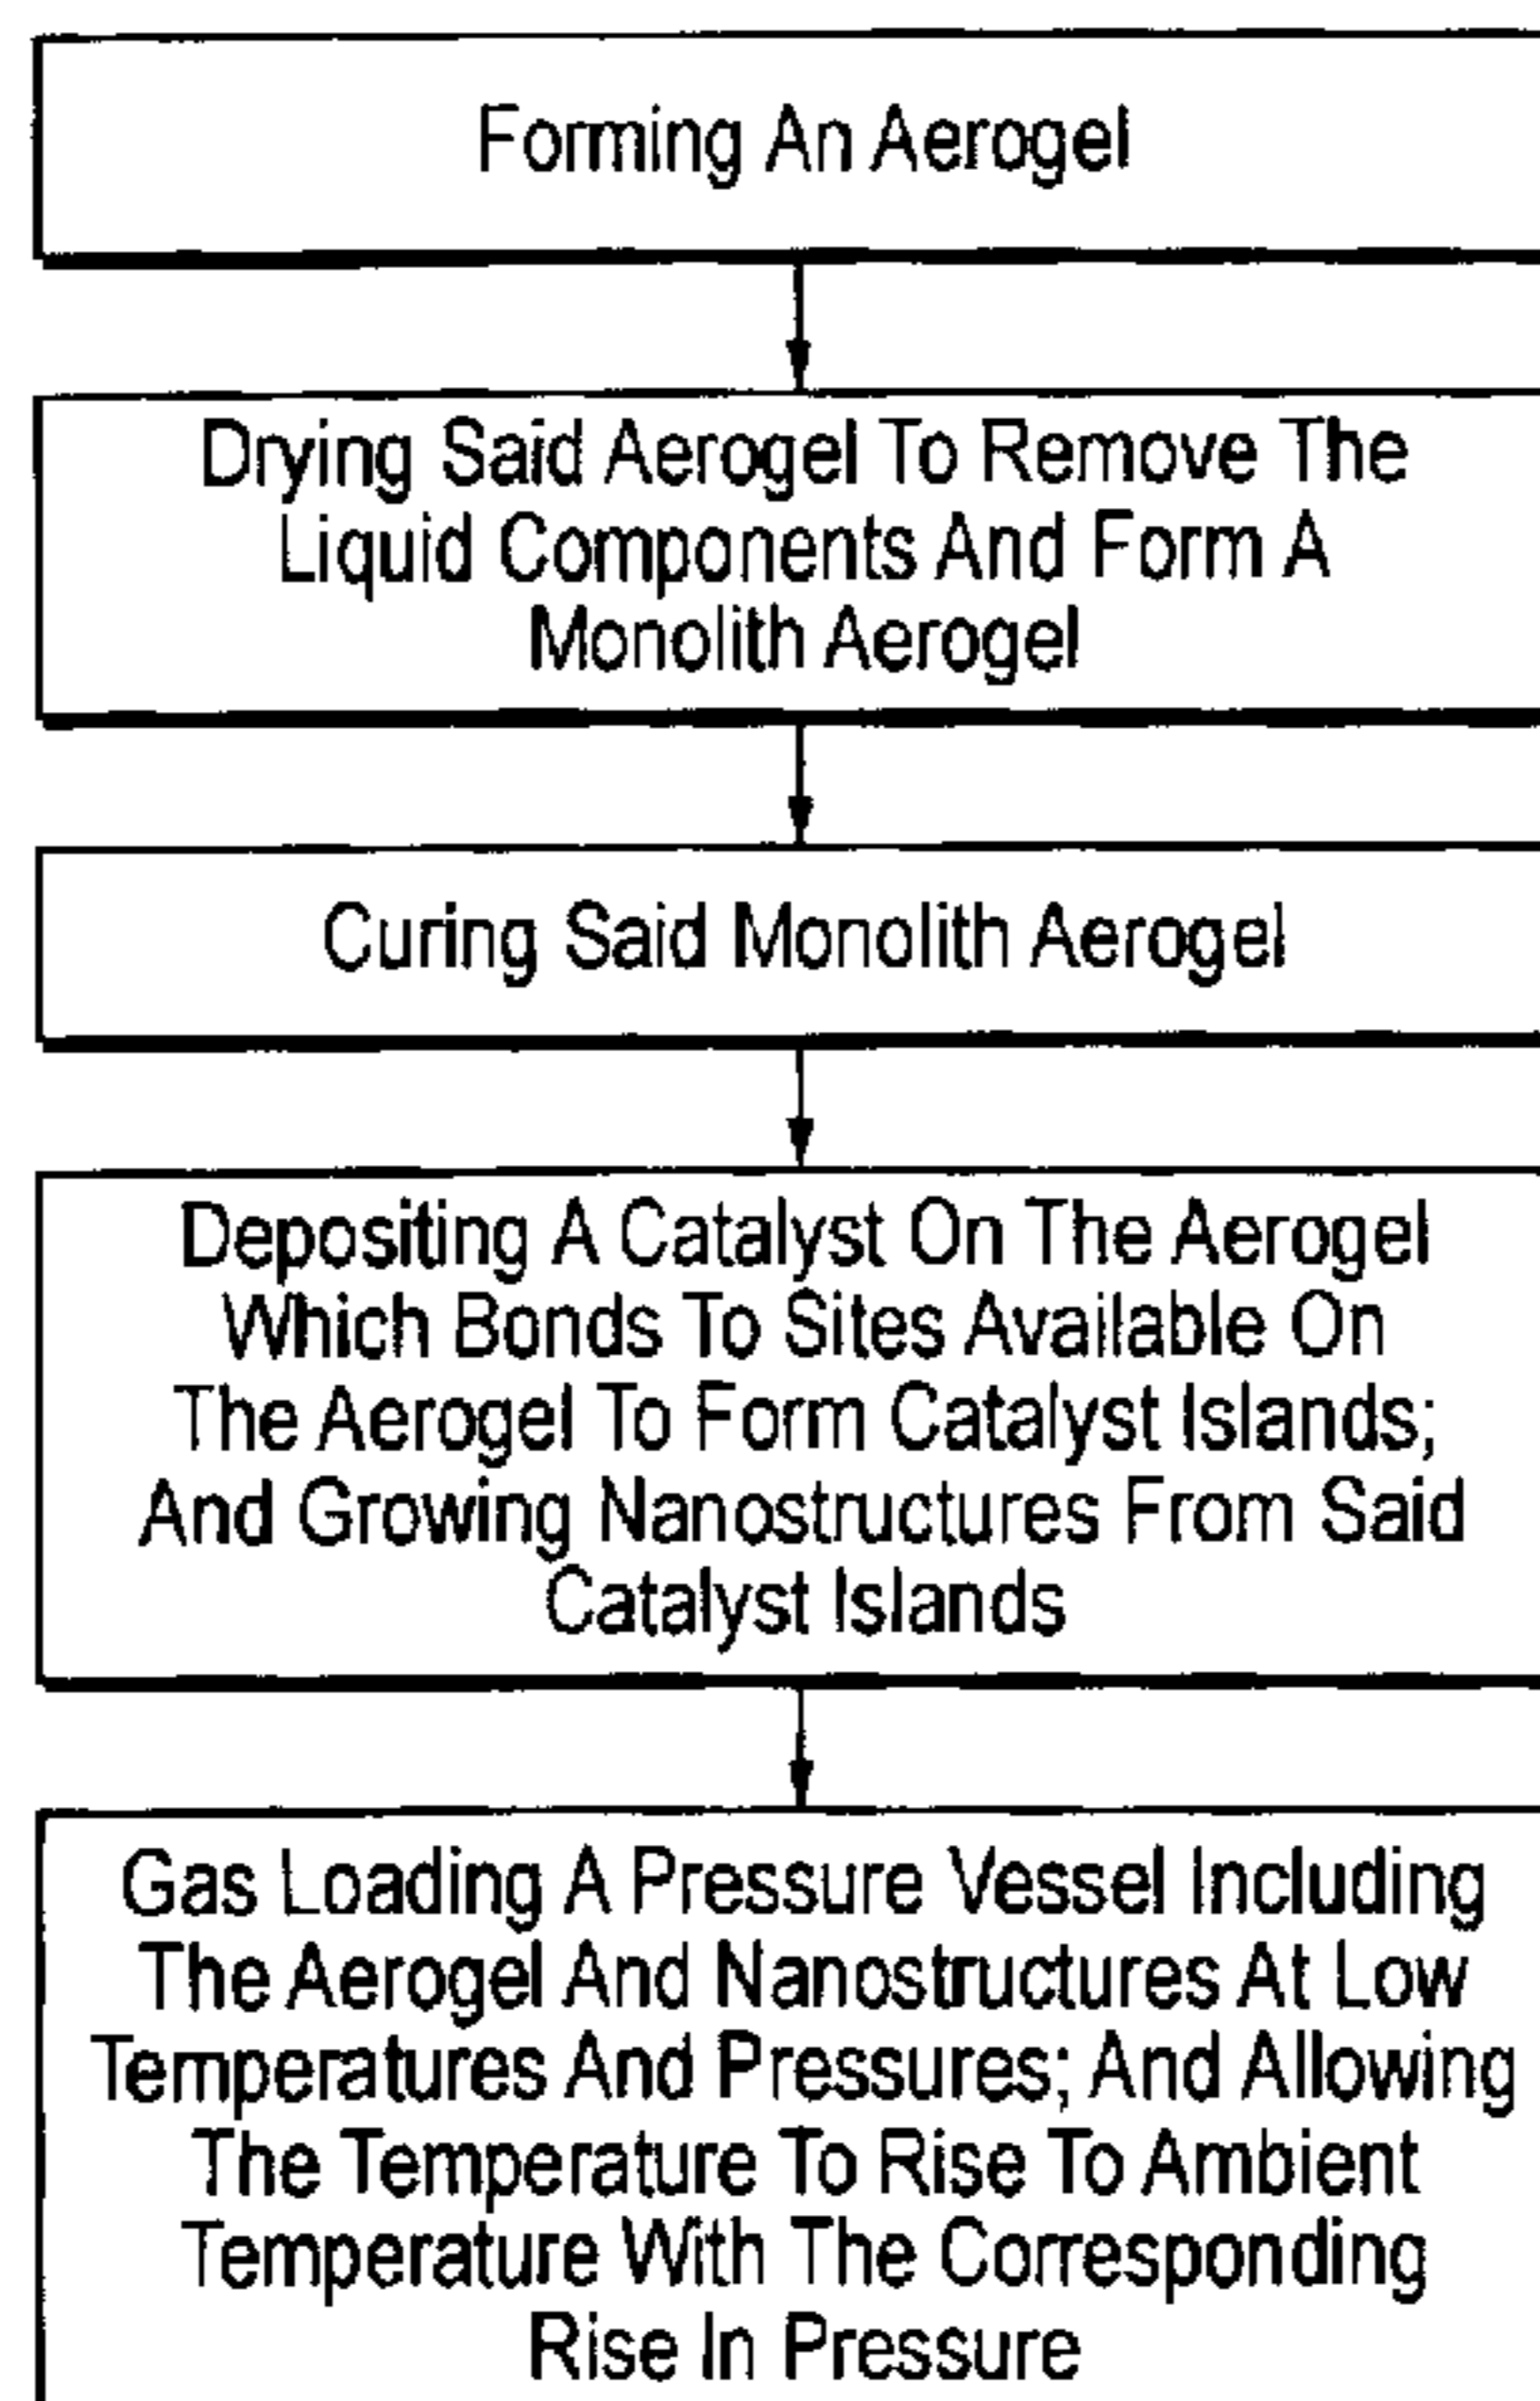 Forming An Aerogel
Drying Said Aerogel To Remove The
Liquid Components And Form A
Monolith Aerogel
Curing Said Monolith Aerogel
Depositing A Catalyst On The Aerogel
Which Bonds To Sites Available On
The Aerogel To Form Catalyst Islands;
And Growing Nanostructures From Said
Catalyst Islands
Gas Loading A Pressure Vessel Including
The Aerogel And Nanostructures At Low
Temperatures And Pressures; And Allowing
The Temperature To Rise To Ambient
Temperature With The Corresponding
Rise In Pressure